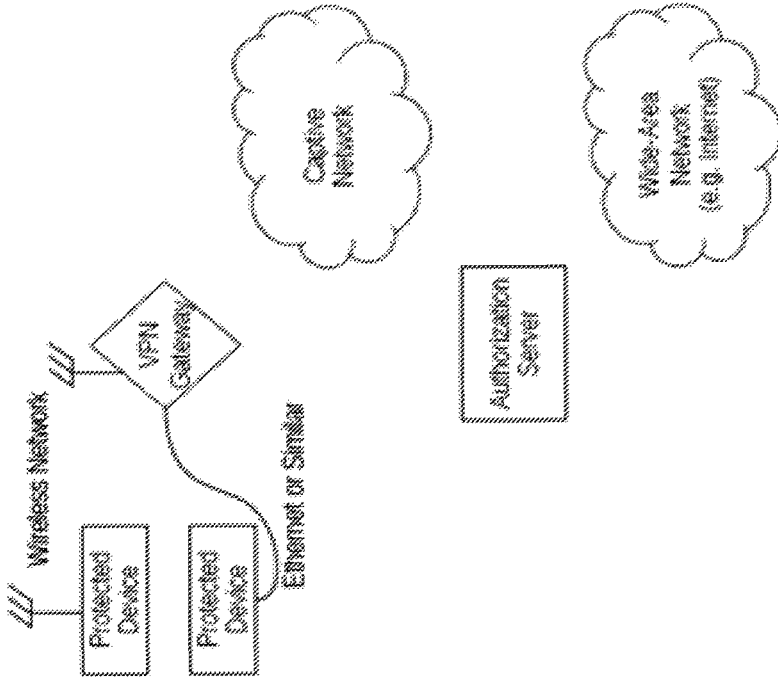 Wireless Network
Protected
Device
Protected
Device
Ethernet or Similar
VPN
Gateway
Captive
Network
Authorization
Server
Wide-Area
Network
(e.g. Internet)